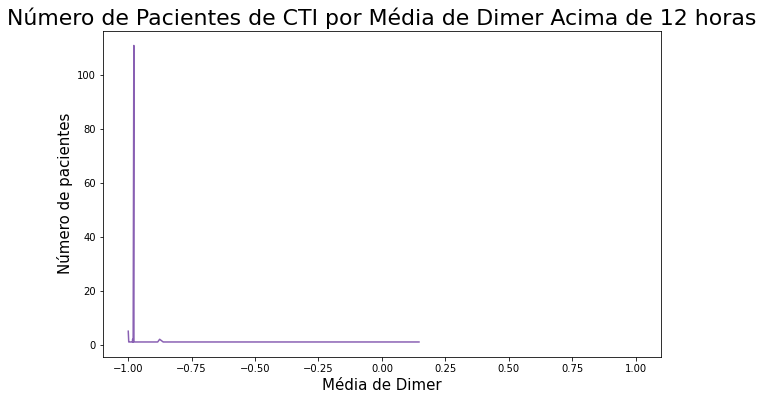 Número de Pacientes de CTI por Média de Dimer Acima de 12 horas
Número de pacientes
100
80
60
40
20
0
−1.00 −0.75 −0.50 −0.25 0.00 0.25 0.50 0.75 1.00
Média de Dimer